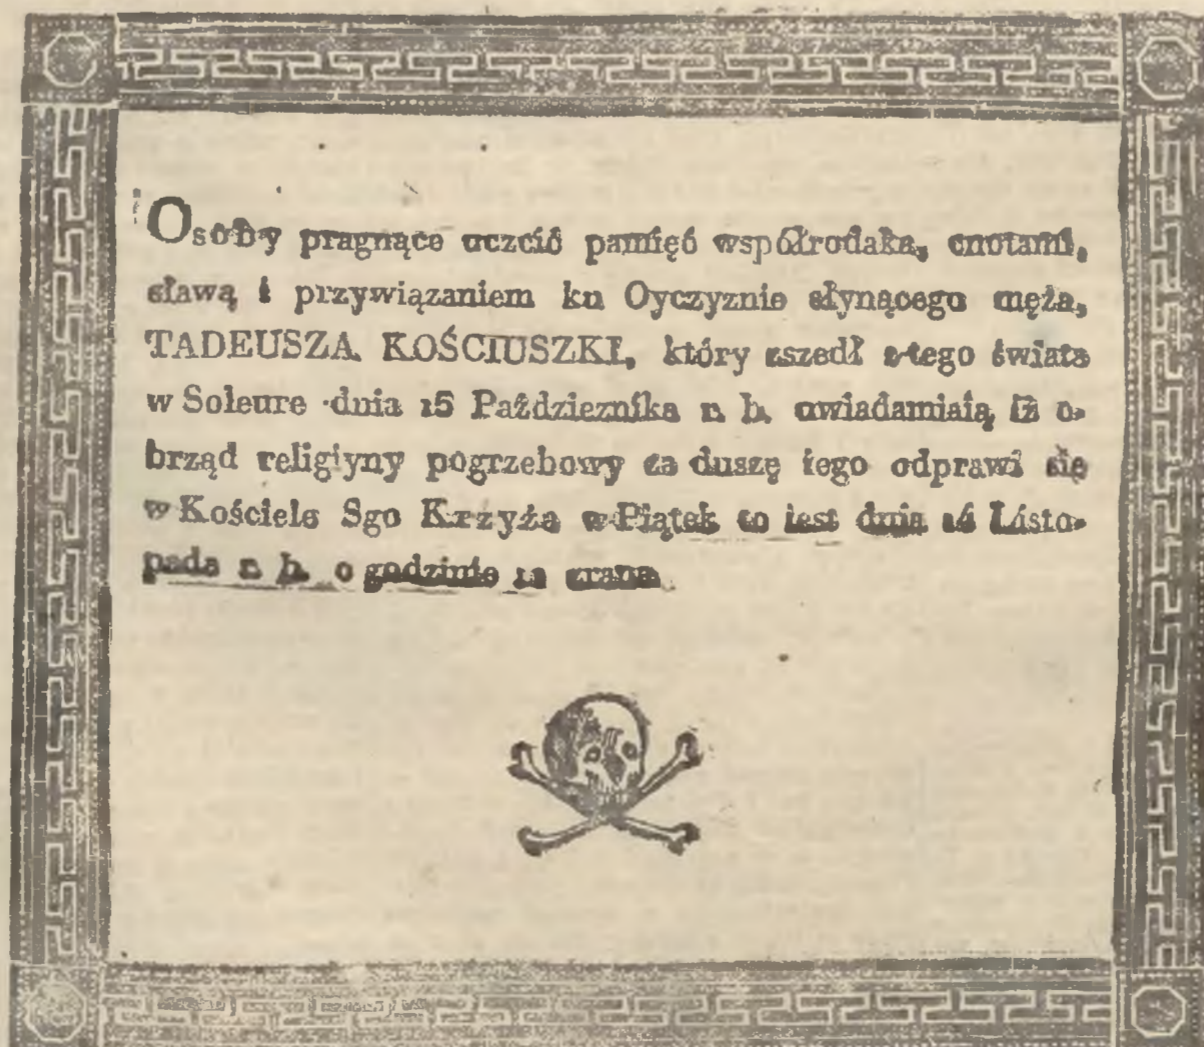 Osoby pragnące uczcić pamięć współrodaka, cnotami,
sławą i przywiązaniem ku Oyczyznie słynącego męża,
TADEUSZA KOŚCIUSZKI, który zszedł z tego świata
w Soleure dnia 15 Października r. b. uwiadamiaią iż o-
brząd religiyny pogrzebowy za duszę iego odprawi się
w Kościele Sgo Krzyża w Piątek to iest dnia 14 Listo-
pada r. b. o godzinie zrana